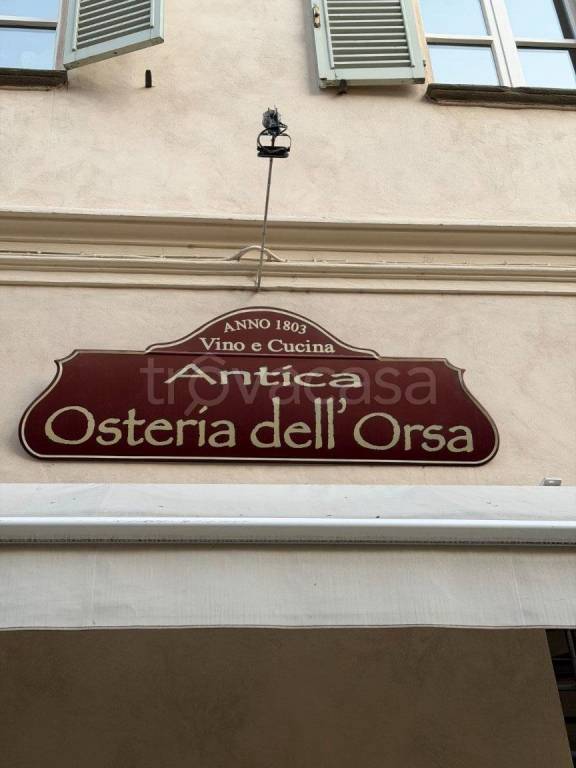 ANNO 1803
Vino e Cucina
Antica
trovacasa
Osteria dell'Orsa